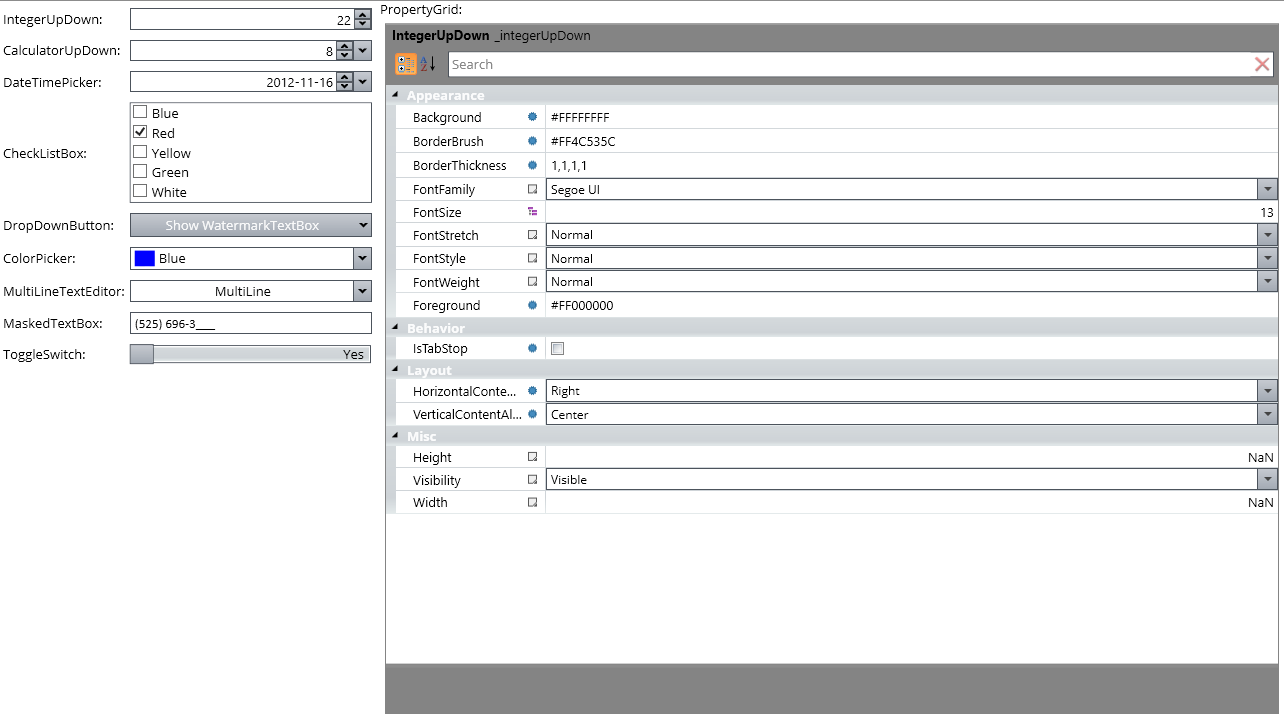 IntegerUpDown: 22
CalculatorUpDown: 8
DateTimePicker: 2012-11-16
CheckListBox:
Blue
Red
Yellow
Green
White
DropDownButton: Show WatermarkTextBox
ColorPicker: Blue
MultiLineTextEditor: MultiLine
MaskedTextBox: (525) 696-3___
ToggleSwitch: Yes
PropertyGrid:
IntegerUpDown _integerUpDown
A Z Search
Appearance
Background #FFFFFFFF
BorderBrush #FF4C535C
BorderThickness 1,1,1,1
FontFamily Segoe UI
FontSize 13
FontStretch Normal
FontStyle Normal
FontWeight Normal
Foreground #FF000000
Behavior
IsTabStop
Layout
HorizontalConte... Right
VerticalContentAl... Center
Misc
Height NaN
Visibility Visible
Width NaN